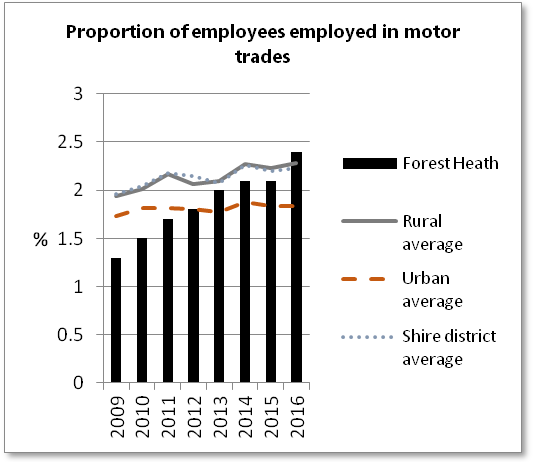 Proportion of employees employed in motor
trades
3
2.5
2
1.5
1
0.5
0
%
2009
2010
2011
2012
2013
2014
2015
2016
Forest Heath
Rural
average
Urban
average
Shire district
average